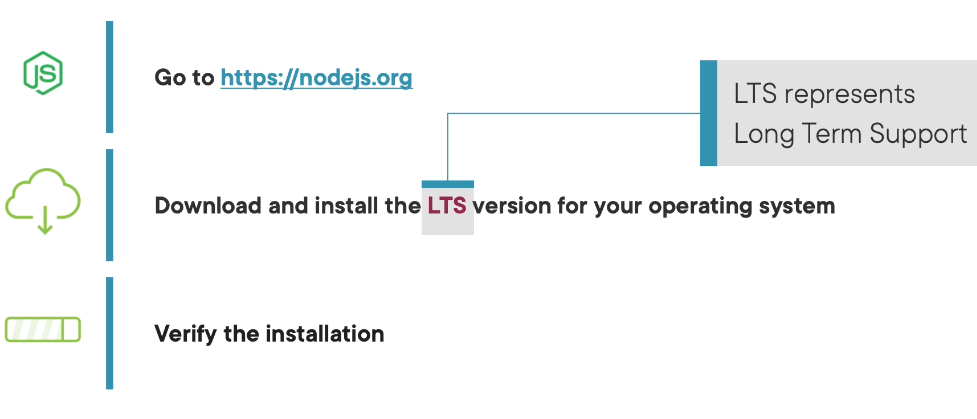 JS
Go to https://nodejs.org
LTS represents
Long Term Support
Download and install the LTS version for your operating system
Verify the installation